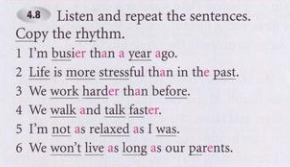 4.8 Listen and repeat the sentences.
Copy the rhythm.
1 I'm busier than a year ago.
2 Life is more stressful than in the past.
3 We work harder than before.
4 We walk and talk faster.
5 I'm not as relaxed as I was.
6 We won't live as long as our parents.